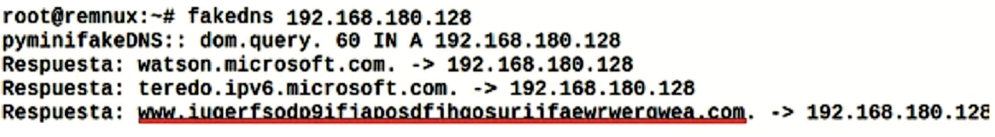 root@remnux:~# fakedns 192.168.180.128
pyminifakeDNS:: dom.query. 60 IN A 192.168.180.128
Respuesta: watson.microsoft.com. -> 192.168.180.128
Respuesta: teredo.ipv6.microsoft.com. -> 192.168.180.128
Respuesta: www.iuqerfsodp9ifjaposdfjhgosurijfaewrwergwea.com. -> 192.168.180.128